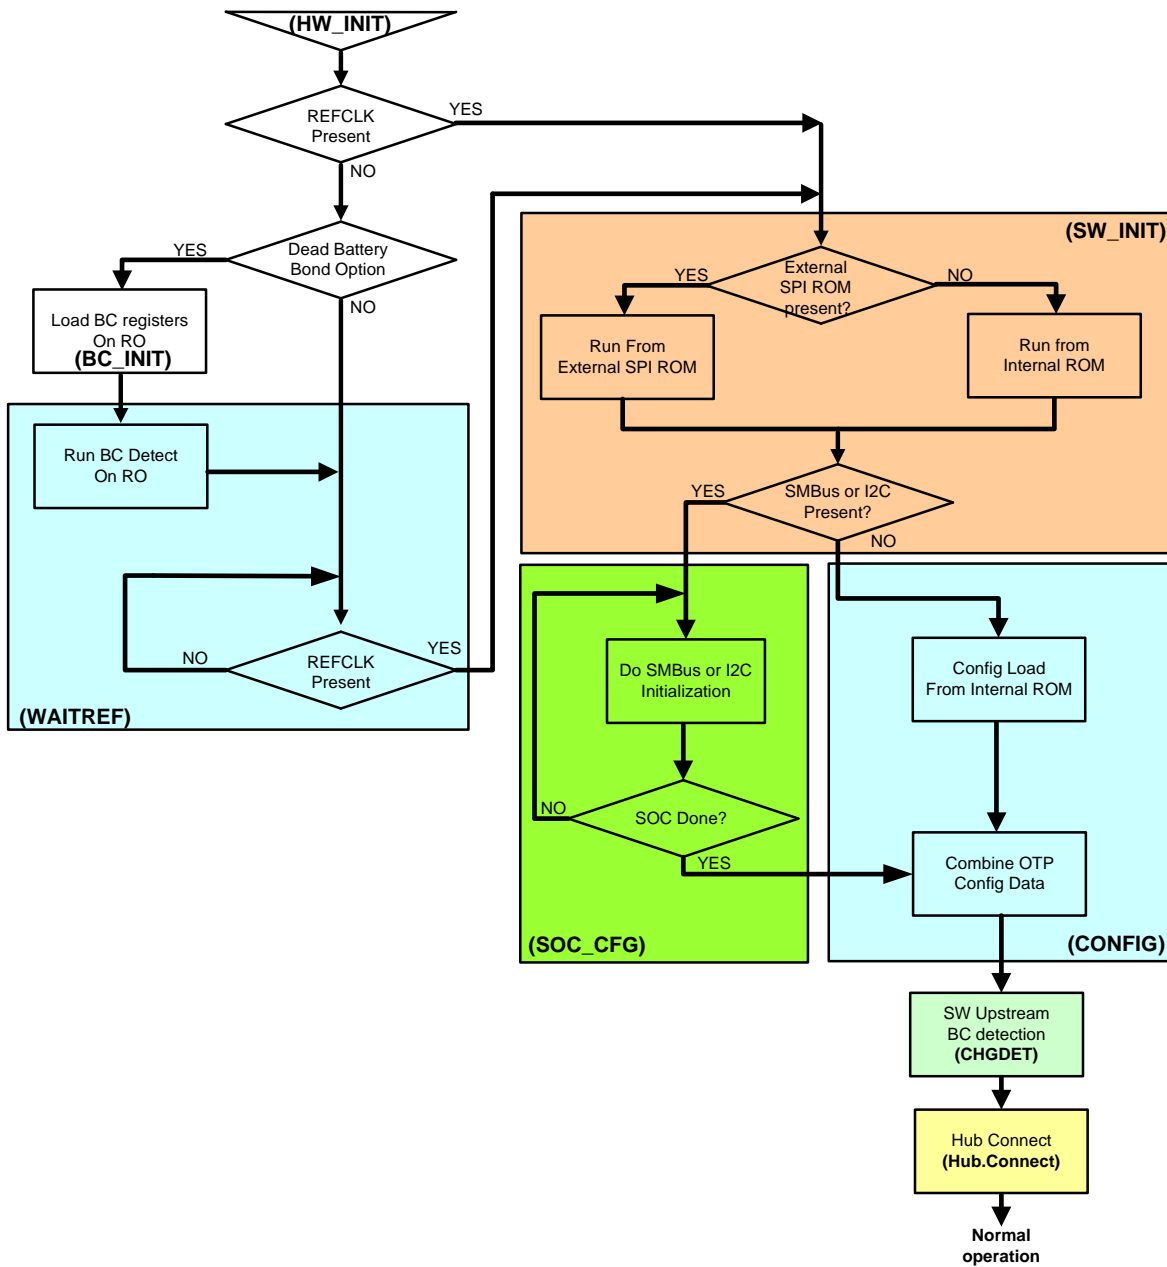 (HW_INIT)
REFCLK
Present
YES
NO
Dead Battery
Bond Option
YES
NO
Load BC registers
On RO
(BC_INIT)
Run BC Detect
On RO
REFCLK
Present
NO
YES
(WAITREF)
(SW_INIT)
External
SPI ROM
present?
YES
NO
Run From
External SPI ROM
Run from
Internal ROM
SMBus or I2C
Present?
YES
NO
Do SMBus or I2C
Initialization
SOC Done?
NO
YES
(SOC_CFG)
Config Load
From Internal ROM
Combine OTP
Config Data
(CONFIG)
SW Upstream
BC detection
(CHGDET)
Hub Connect
(Hub.Connect)
Normal
operation